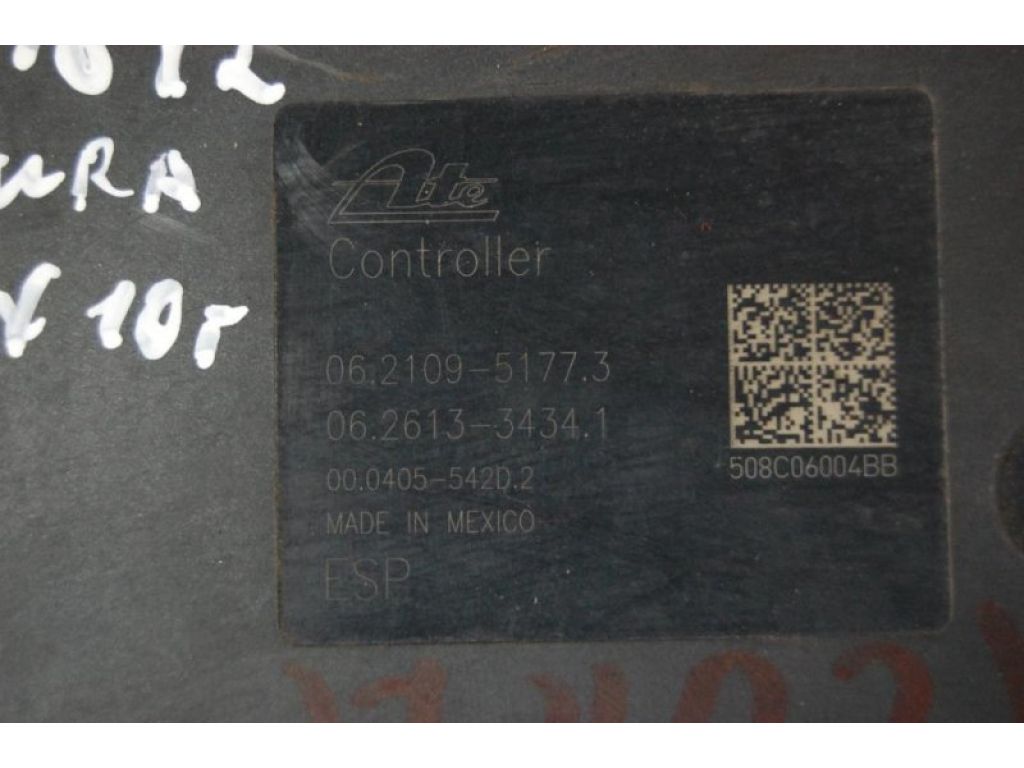 Ate
Controller
06.2109-5177.3
06.2613-3434.1
00.0405-542D.2
MADE IN MEXICO
ESP
508C06004BB
10г